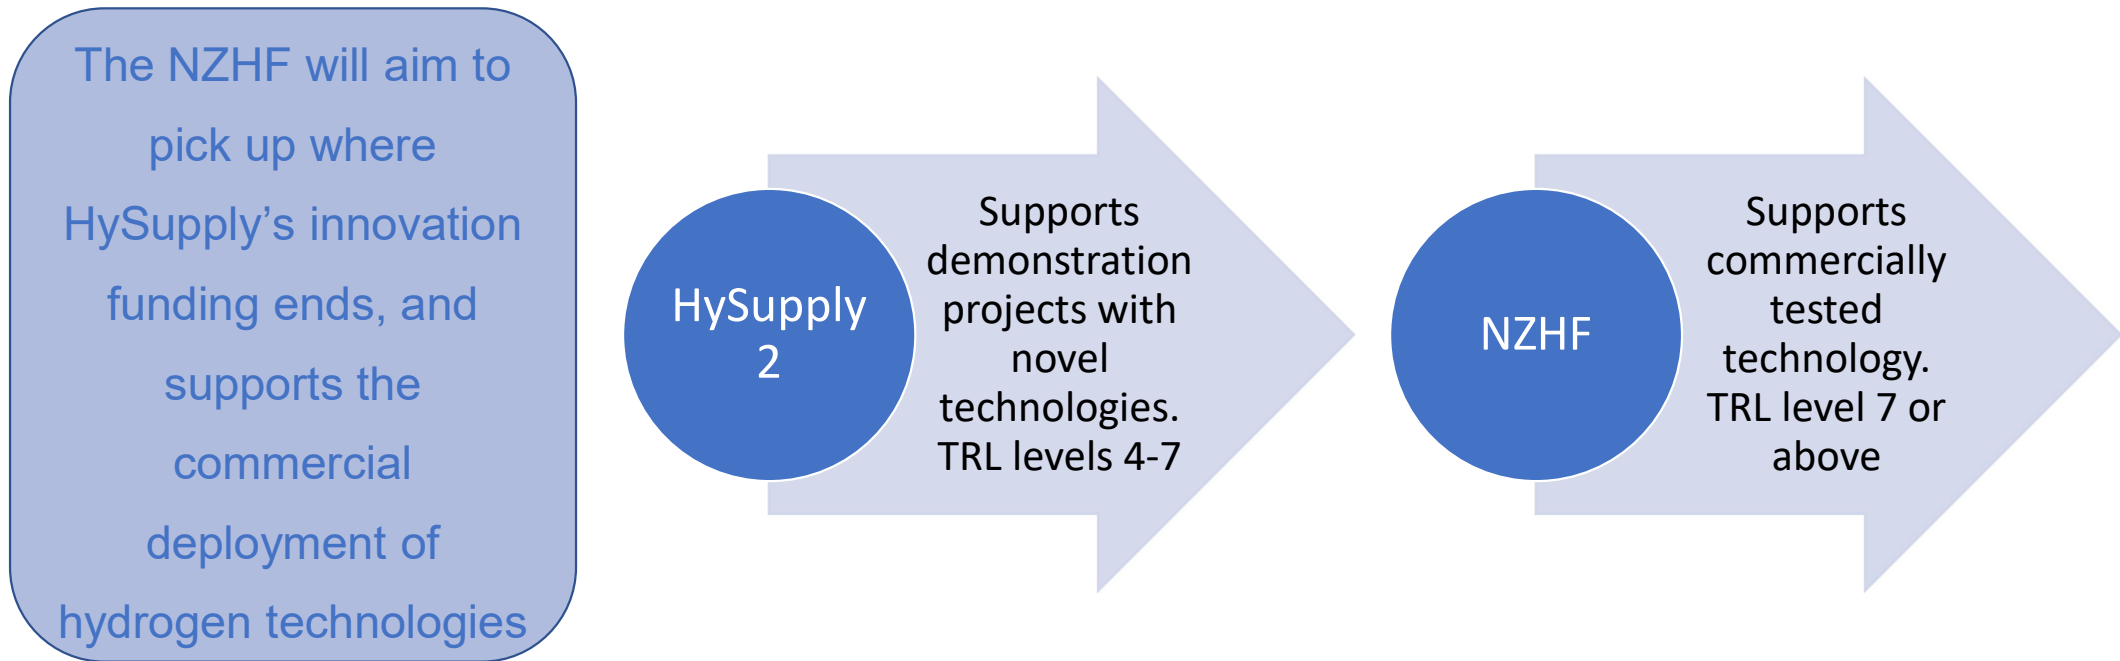 The NZHF will aim to
pick up where
HySupply’s innovation
funding ends, and
supports the
commercial
deployment of
hydrogen technologies
HySupply
2
Supports
demonstration
projects with
novel
technologies.
TRL levels 4-7
NZHF
Supports
commercially
tested
technology.
TRL level 7 or
above